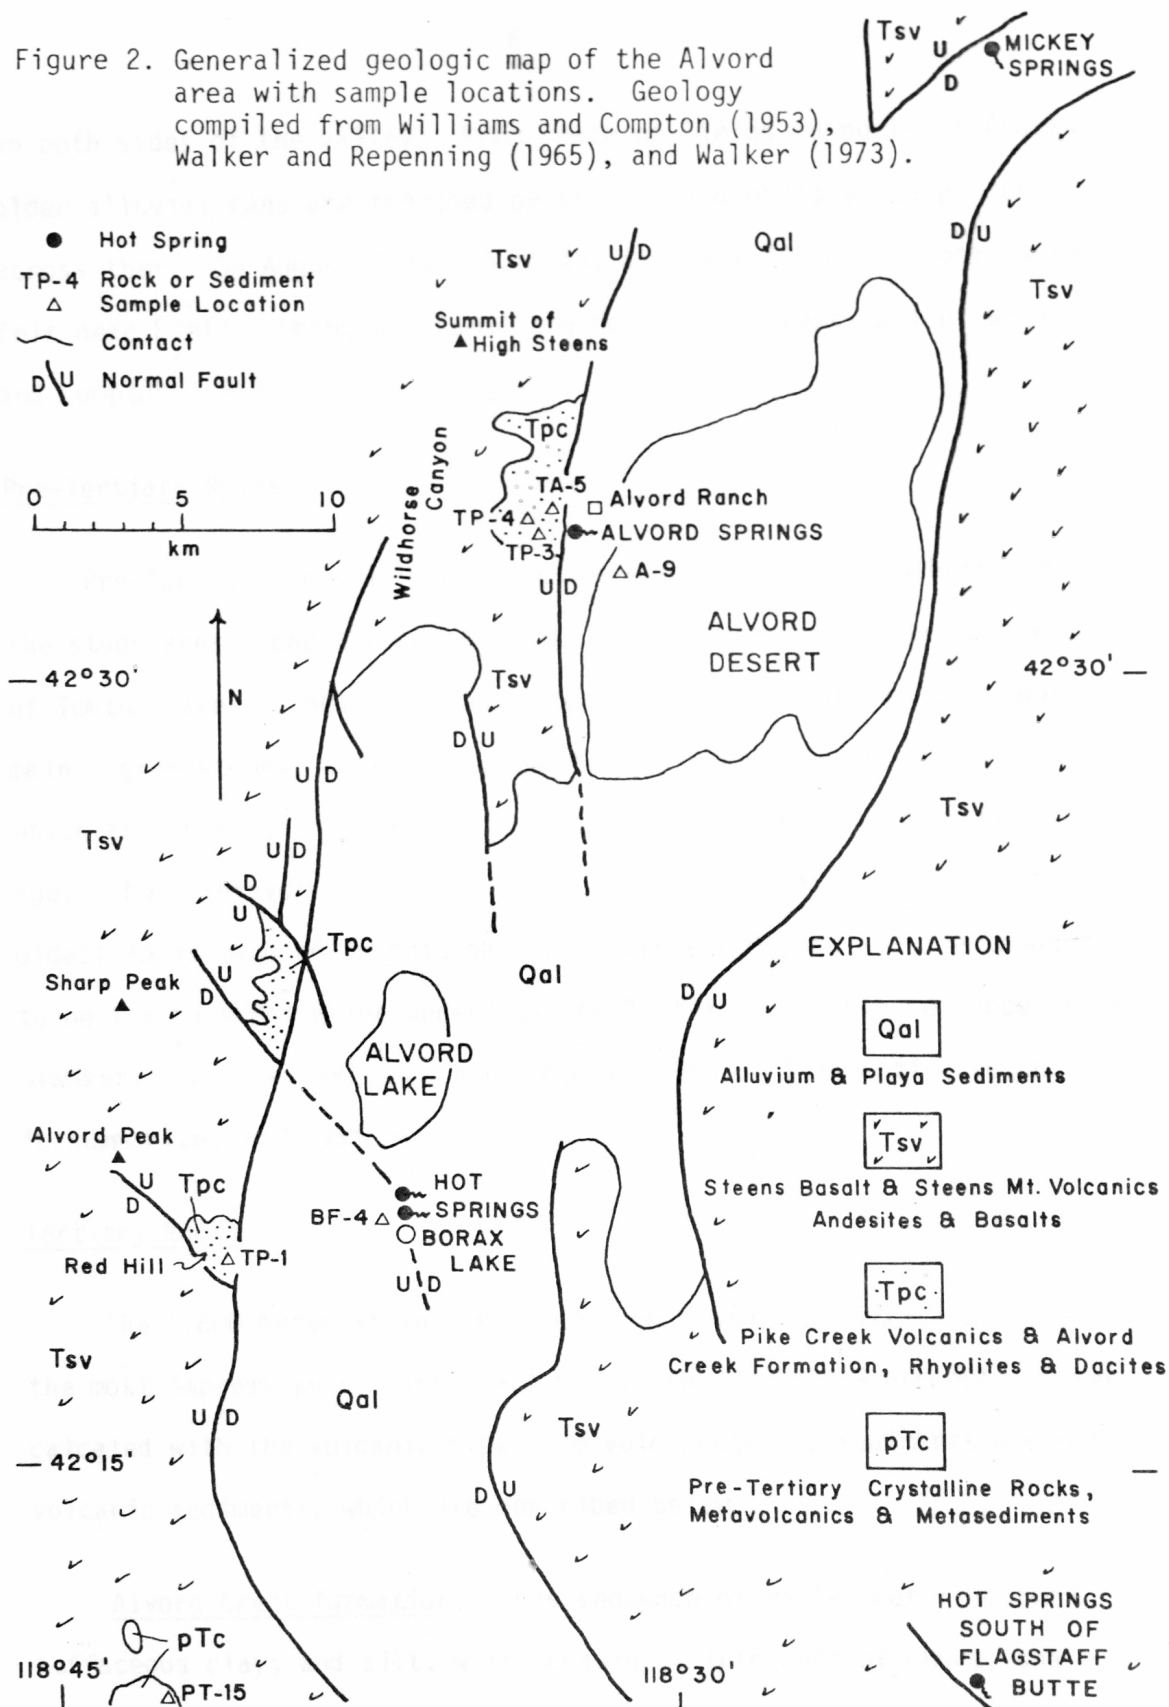 Figure 2. Generalized geologic map of the Alvord
area with sample locations. Geology
compiled from Williams and Compton (1953),
Walker and Repenning (1965), and Walker (1973).
Tsv
U
D
MICKEY
SPRINGS
Hot Spring
TP-4 Rock or Sediment
Sample Location
Contact
D U Normal Fault
Tsv
U D
Qal
D U
Tsv
Summit of
High Steens
Tpc
Wildhorse
Canyon
0 5 10
km
TA-5
Alvord Ranch
TP-4
ALVORD SPRINGS
TP-3
A-9
U D
ALVORD
DESERT
42°30'
42°30'
N
Tsv
D U
U D
Tsv
Tsv
U D
D
U
Tpc
U
D
Sharp Peak
Qal
D U
EXPLANATION
Qal
Alluvium & Playa Sediments
ALVORD
LAKE
Alvord Peak
U
D
Tpc
Tsv
Steens Basalt & Steens Mt. Volcanics
Andesites & Basalts
HOT
SPRINGS
BF-4
BORAX
LAKE
U D
Red Hill
TP-1
Tpc
Pike Creek Volcanics & Alvord
Creek Formation, Rhyolites & Dacites
Tsv
U D
Qal
Tsv
pTc
Pre-Tertiary Crystalline Rocks,
Metavolcanics & Metasediments
42°15'
D U
HOT SPRINGS
SOUTH OF
FLAGSTAFF
BUTTE
pTc
118°45'
PT-15
118°30'